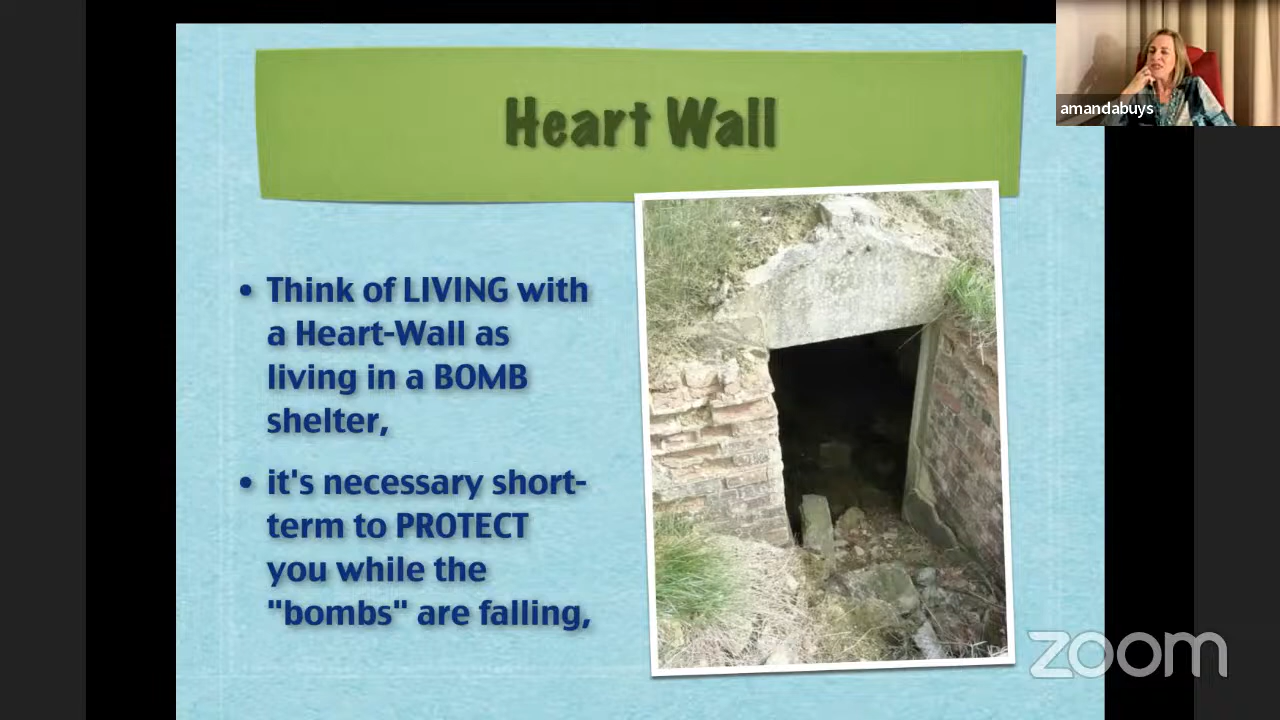 Heart Wall
amandabuys
• Think of LIVING with
a Heart-Wall as
living in a BOMB
shelter,
• it's necessary short-
term to PROTECT
you while the
"bombs" are falling,
zoom